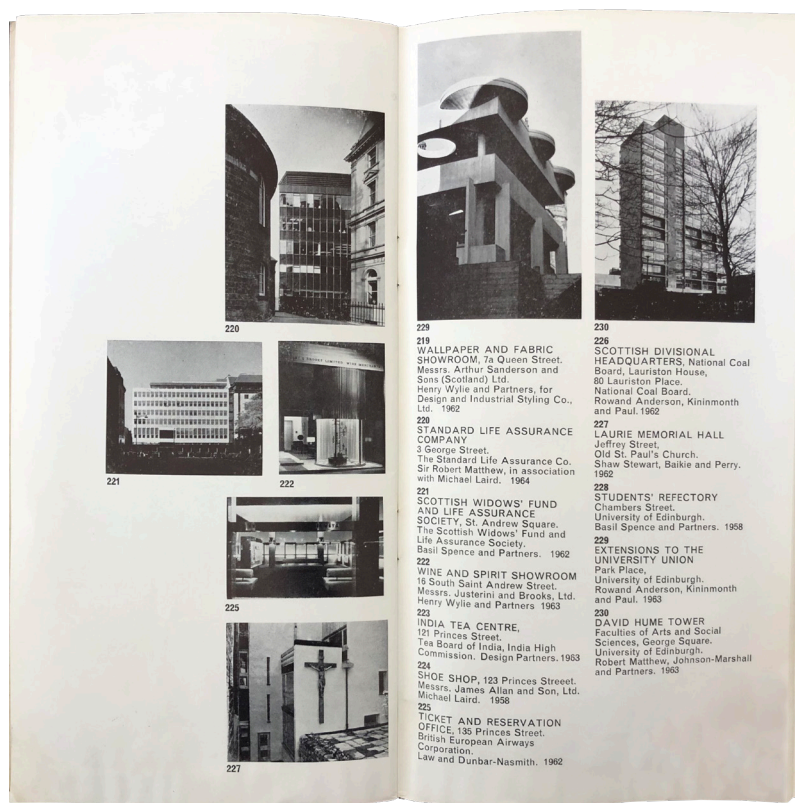 220
221
222
225
227
229
219
WALLPAPER AND FABRIC
SHOWROOM, 7a Queen Street.
Messrs. Arthur Sanderson and
Sons (Scotland) Ltd.
Henry Wylie and Partners, for
Design and Industrial Styling Co.,
Ltd. 1962
220
STANDARD LIFE ASSURANCE
COMPANY
3 George Street.
The Standard Life Assurance Co.
Sir Robert Matthew, in association
with Michael Laird. 1964
221
SCOTTISH WIDOWS' FUND
AND LIFE ASSURANCE
SOCIETY, St. Andrew Square.
The Scottish Widows' Fund and
Life Assurance Society.
Basil Spence and Partners. 1962
222
WINE AND SPIRIT SHOWROOM
16 South Saint Andrew Street.
Messrs. Justerini and Brooks, Ltd.
Henry Wylie and Partners 1963
223
INDIA TEA CENTRE,
121 Princes Street.
Tea Board of India, India High
Commission. Design Partners. 1963
224
SHOE SHOP, 123 Princes Streeet.
Messrs. James Allan and Son, Ltd.
Michael Laird. 1958
225
TICKET AND RESERVATION
OFFICE, 135 Princes Street.
British European Airways
Corporation.
Law and Dunbar-Nasmith. 1962
230
226
SCOTTISH DIVISIONAL
HEADQUARTERS, National Coal
Board, Lauriston House,
80 Lauriston Place.
National Coal Board.
Rowand Anderson, Kininmonth
and Paul. 1962
227
LAURIE MEMORIAL HALL
Jeffrey Street,
Old St. Paul's Church.
Shaw Stewart, Baikie and Perry.
1962
228
STUDENTS' REFECTORY
Chambers Street.
University of Edinburgh.
Basil Spence and Partners. 1958
229
EXTENSIONS TO THE
UNIVERSITY UNION
Park Place,
University of Edinburgh.
Rowand Anderson, Kininmonth
and Paul. 1963
230
DAVID HUME TOWER
Faculties of Arts and Social
Sciences, George Square.
University of Edinburgh.
Robert Matthew, Johnson-Marshall
and Partners. 1963